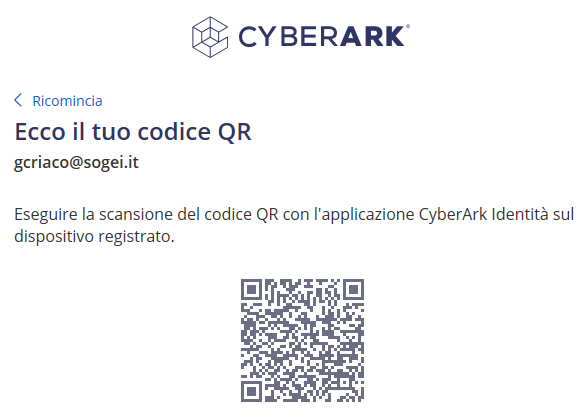 CYBERARK®
Ricomincia
Ecco il tuo codice QR
gcriaco@sogei.it
Eseguire la scansione del codice QR con l'applicazione CyberArk Identità sul
dispositivo registrato.